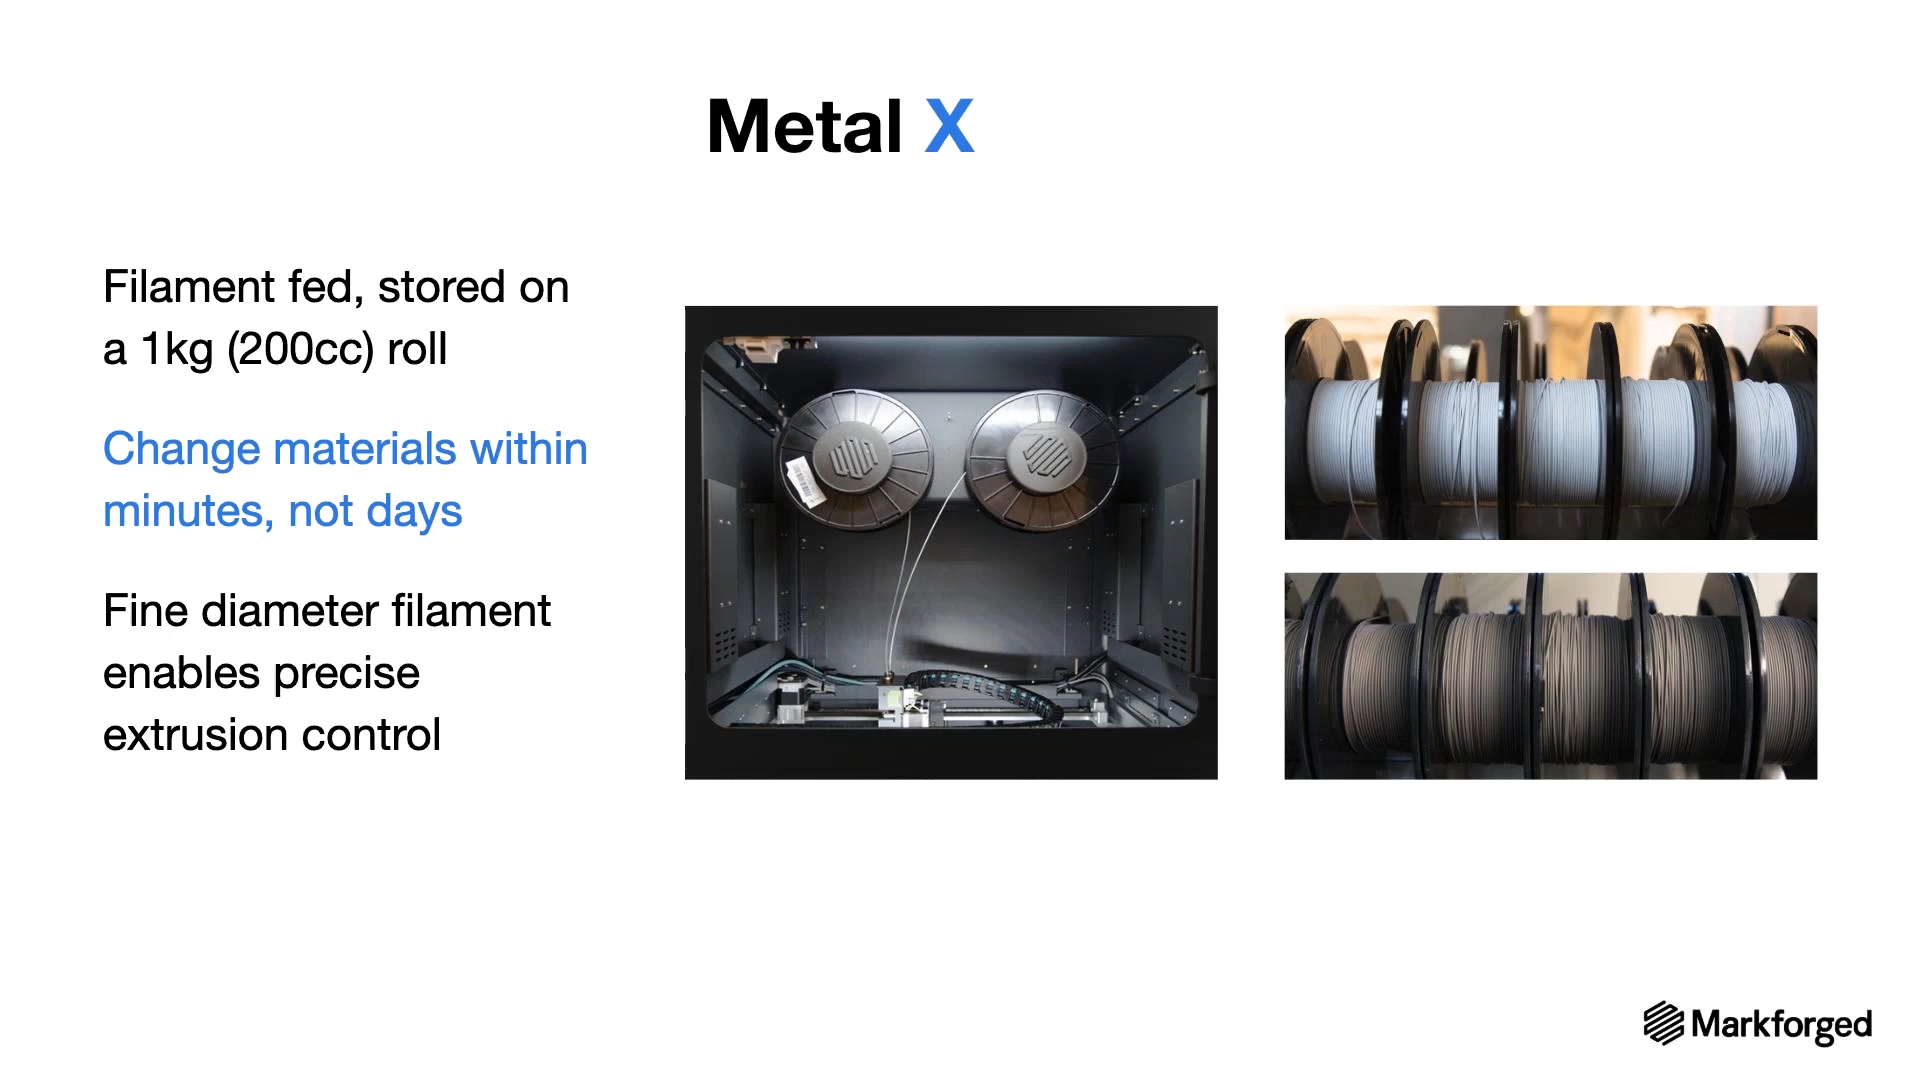 Metal X
Filament fed, stored on
a 1kg (200cc) roll
Change materials within
minutes, not days
Fine diameter filament
enables precise
extrusion control
Markforged